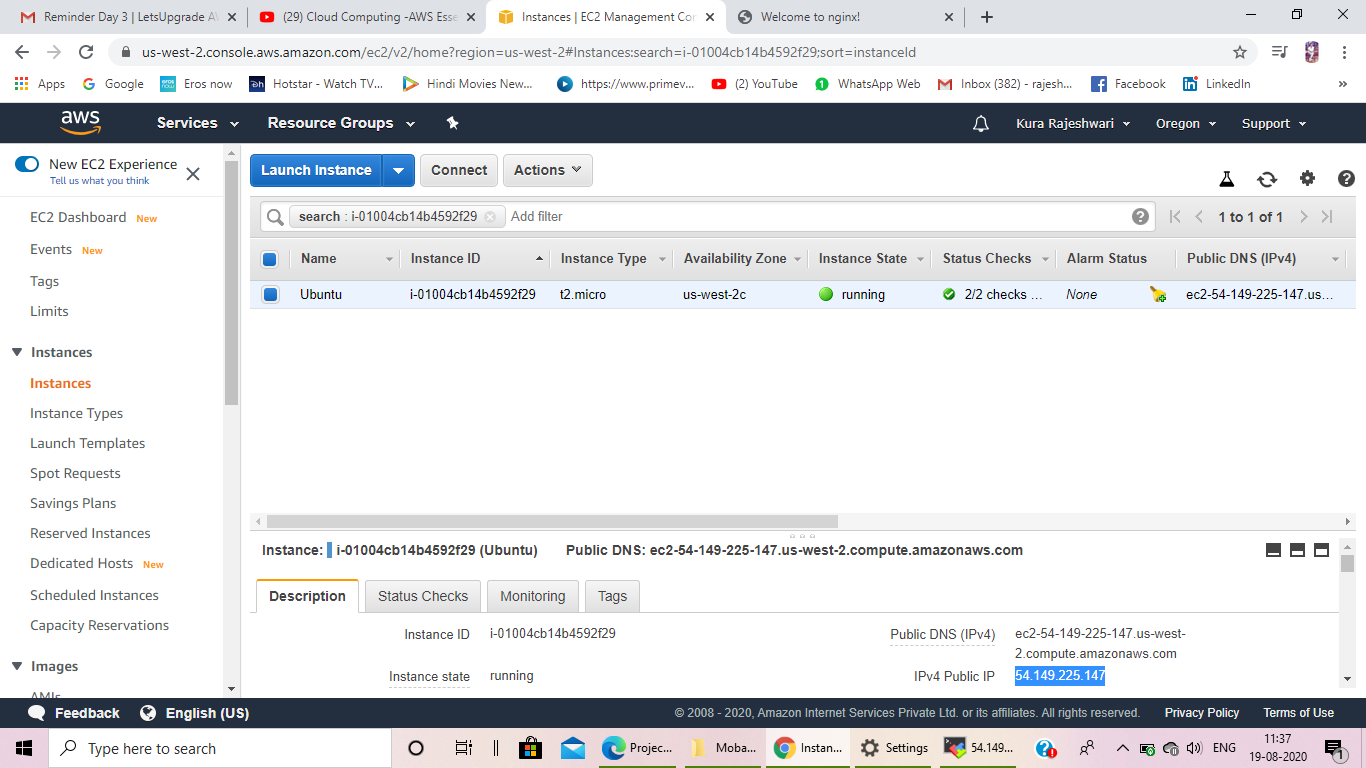 Reminder Day 3 | LetsUpgrade AW
(29) Cloud Computing -AWS Esse
Instances | EC2 Management Con
Welcome to nginx!
us-west-2.console.aws.amazon.com/ec2/v2/home?region=us-west-2#Instances:search=i-01004cb14b4592f29;sort=instanceId
Apps Google Eros now Hotstar - Watch TV... Hindi Movies New... https://www.primev... (2) YouTube WhatsApp Web Inbox (382) - rajesh... Facebook LinkedIn »
aws Services Resource Groups Kura Rajeshwari Oregon Support
New EC2 Experience
Tell us what you think
EC2 Dashboard New
Events New
Tags
Limits
Instances
Instances
Instance Types
Launch Templates
Spot Requests
Savings Plans
Reserved Instances
Dedicated Hosts New
Scheduled Instances
Capacity Reservations
Images
AMIs
Launch Instance Connect Actions
search : i-01004cb14b4592f29 Add filter 1 to 1 of 1
Name Instance ID Instance Type Availability Zone Instance State Status Checks Alarm Status Public DNS (IPv4)
Ubuntu i-01004cb14b4592f29 t2.micro us-west-2c running 2/2 checks ... None ec2-54-149-225-147.us...
Instance: i-01004cb14b4592f29 (Ubuntu) Public DNS: ec2-54-149-225-147.us-west-2.compute.amazonaws.com
Description Status Checks Monitoring Tags
Instance ID i-01004cb14b4592f29
Public DNS (IPv4) ec2-54-149-225-147.us-west-
2.compute.amazonaws.com
Instance state running
IPv4 Public IP 54.149.225.147
Feedback English (US) © 2008 - 2020, Amazon Internet Services Private Ltd. or its affiliates. All rights reserved. Privacy Policy Terms of Use
Type here to search Projec... Moba... Instan... Settings 54.149... ENG 11:37
19-08-2020 1